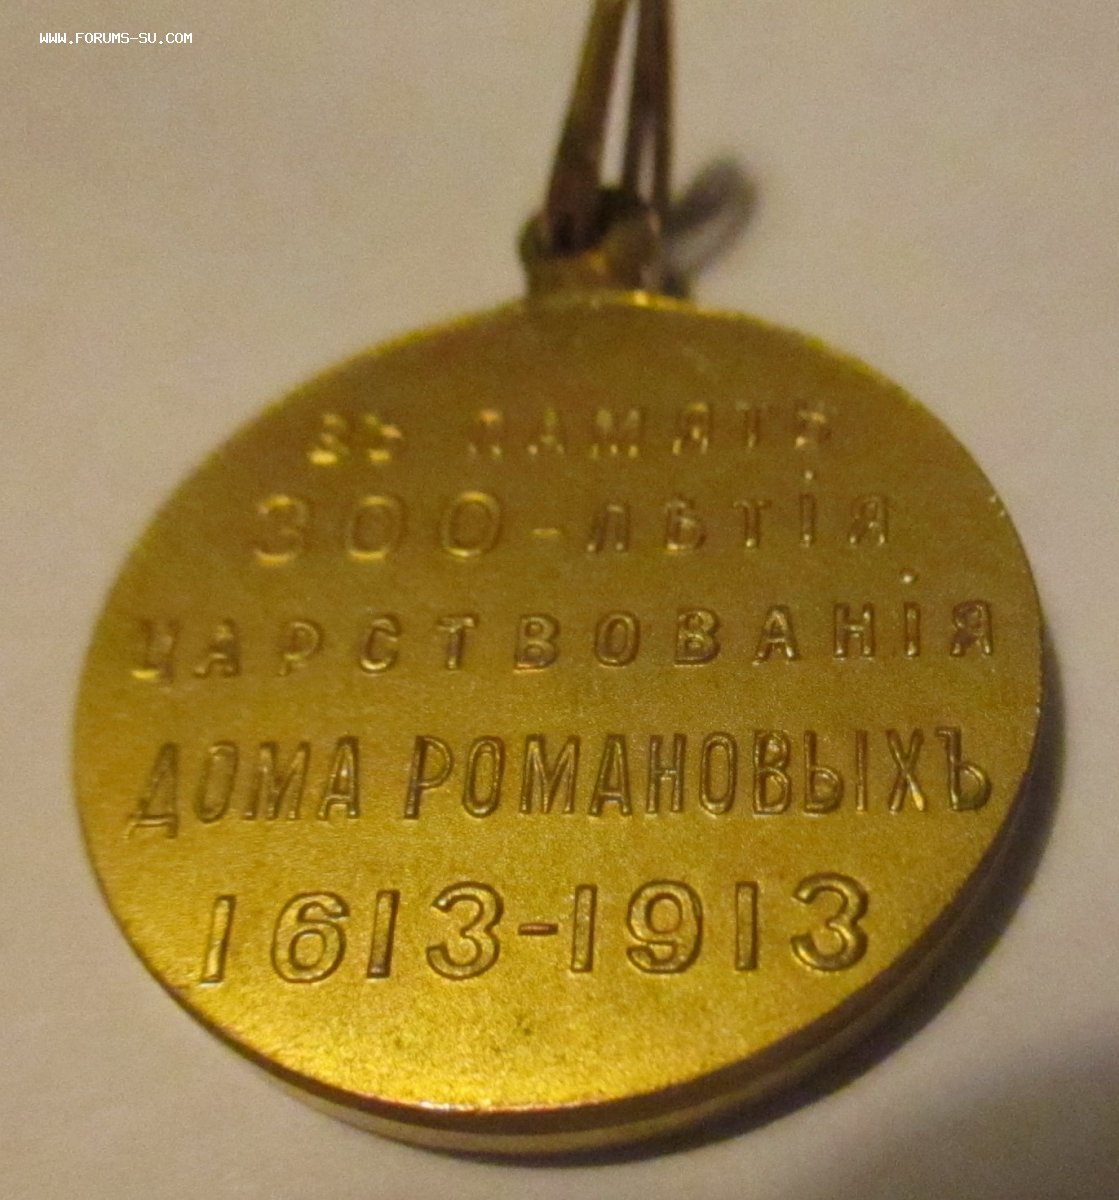 WWW.FORUMS-SU.COM
ВЪ ПАМЯТЬ
300-ЛѢТІЯ
ЦАРСТВОВАНІЯ
ДОМА РОМАНОВЫХЪ
1613-1913